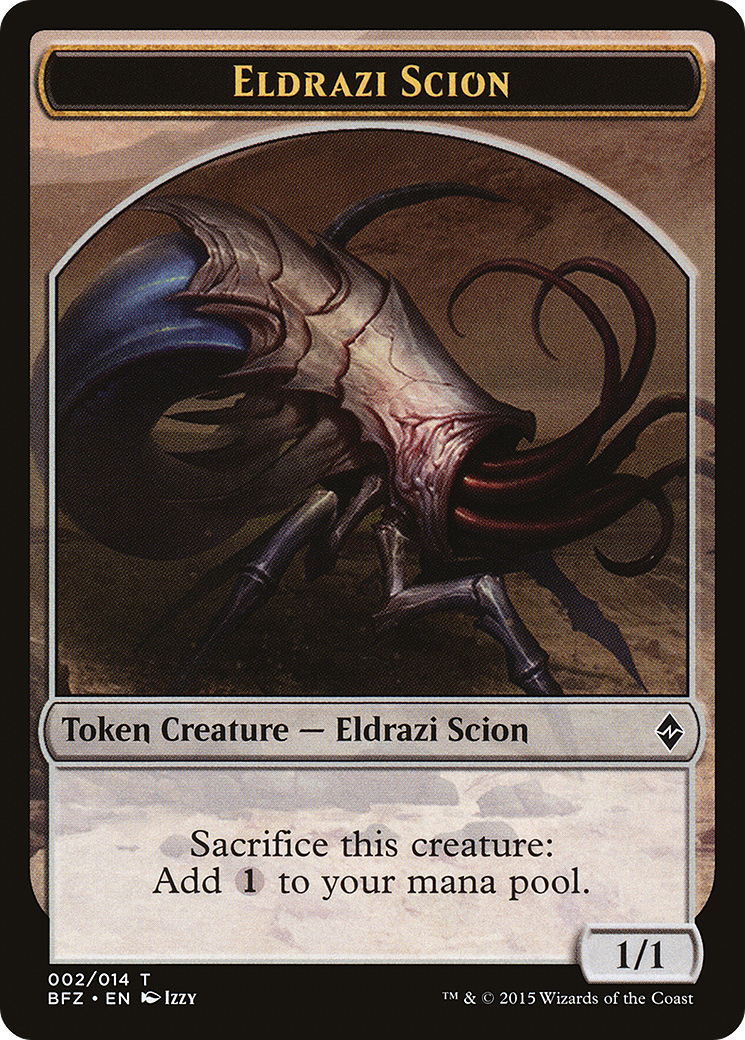 Eldrazi Scion
Token Creature — Eldrazi Scion
Sacrifice this creature:
Add 1 to your mana pool.
1/1
002/014 T
BFZ • EN Izzy
™ & © 2015 Wizards of the Coast